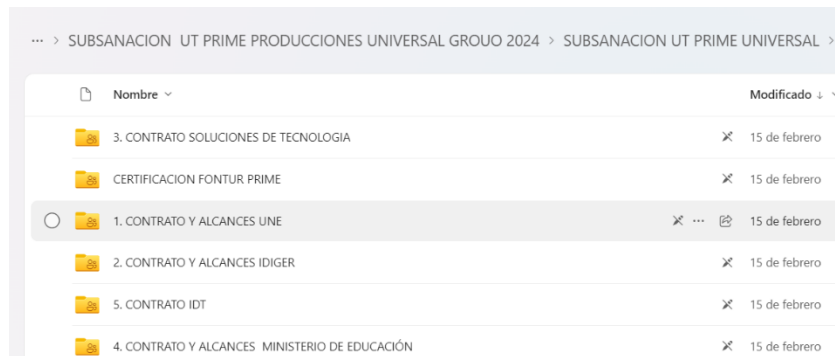 ... > SUBSANACION UT PRIME PRODUCCIONES UNIVERSAL GROUO 2024 > SUBSANACION UT PRIME UNIVERSAL >
Nombre Modificado ↓
3. CONTRATO SOLUCIONES DE TECNOLOGIA 15 de febrero
CERTIFICACION FONTUR PRIME 15 de febrero
1. CONTRATO Y ALCANCES UNE ... 15 de febrero
2. CONTRATO Y ALCANCES IDIGER 15 de febrero
5. CONTRATO IDT 15 de febrero
4. CONTRATO Y ALCANCES MINISTERIO DE EDUCACIÓN 15 de febrero